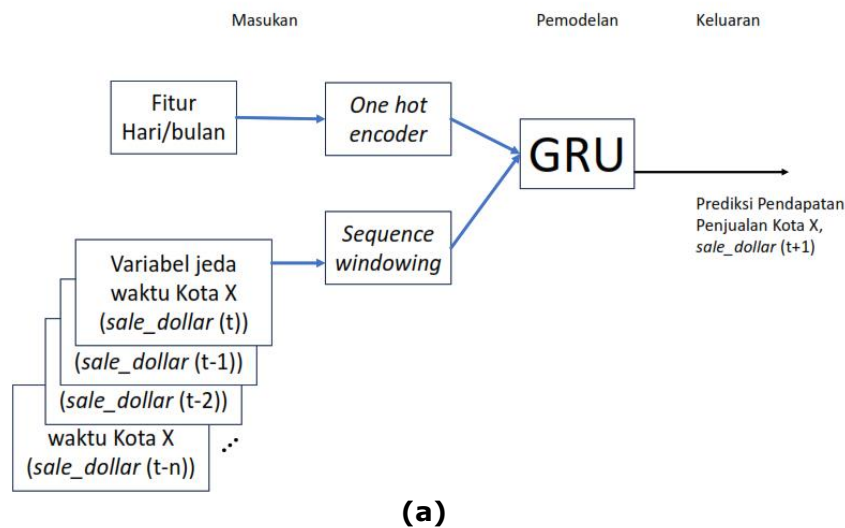 Masukan
Pemodelan
Keluaran
Fitur
Hari/bulan
One hot
encoder
GRU
Prediksi Pendapatan
Penjualan Kota X,
sale_dollar (t+1)
Sequence
windowing
Variabel jeda
waktu Kota X
(sale_dollar (t))
(sale_dollar (t-1))
(sale_dollar (t-2))
waktu Kota X
(sale_dollar (t-n))
...
(a)